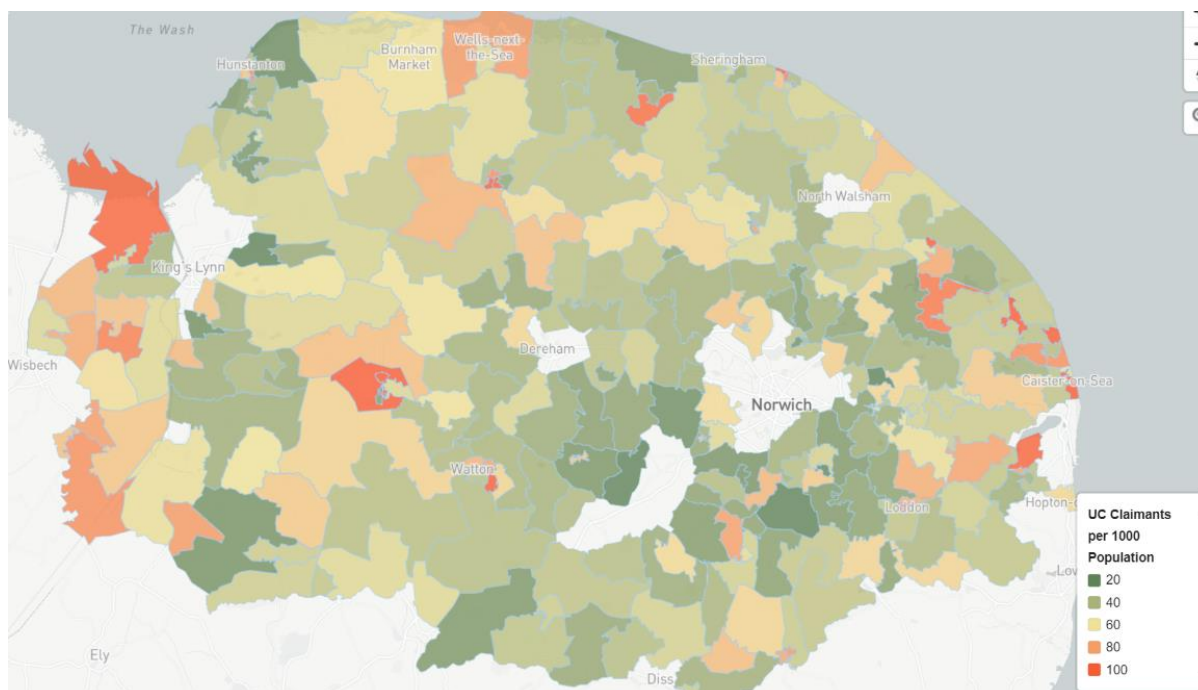 The Wash
Hunstanton
Burnham
Market
Wells-next-
the-Sea
Sheringham
North Walsham
King's Lynn
Wisbech
Dereham
Norwich
Caister-on-Sea
Watton
Loddon
Hopton-
Ely
Diss
UC Claimants
per 1000
Population
20
40
60
80
100